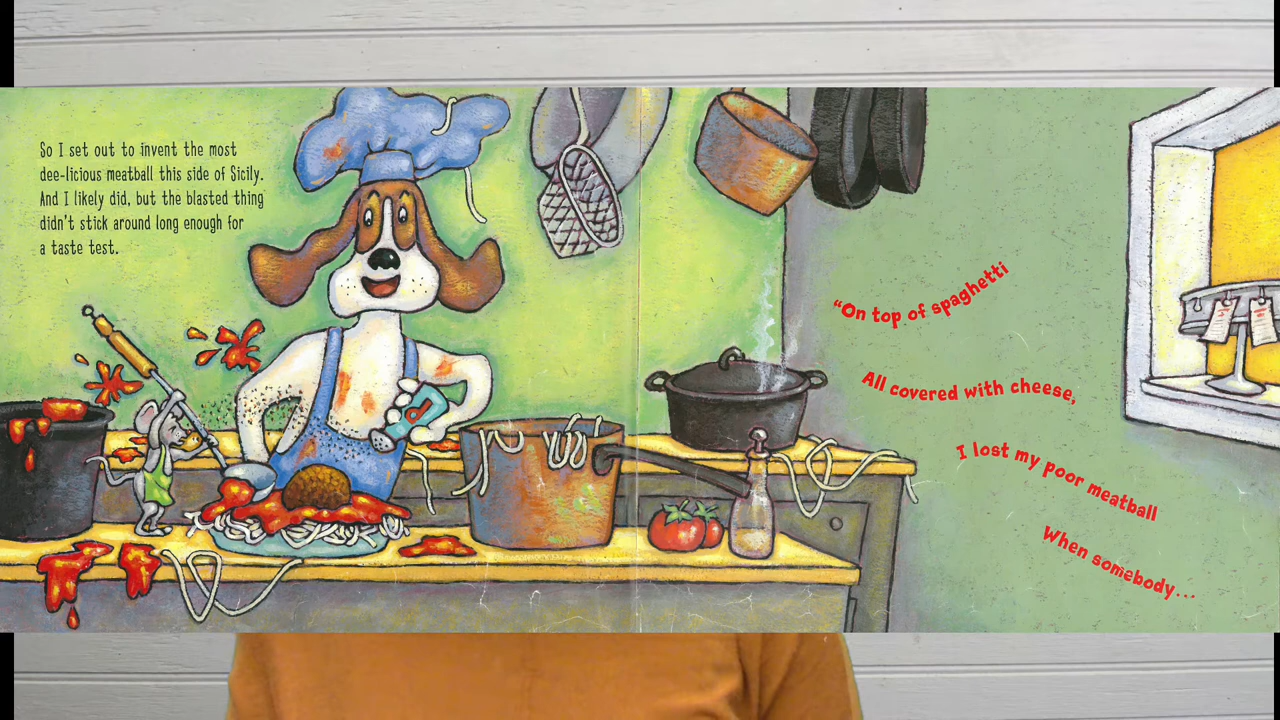 So I set out to invent the most
dee-licious meatball this side of Sicily.
And I likely did, but the blasted thing
didn't stick around long enough for
a taste test.
"On top of spaghetti
All covered with cheese,
I lost my poor meatball
When somebody...